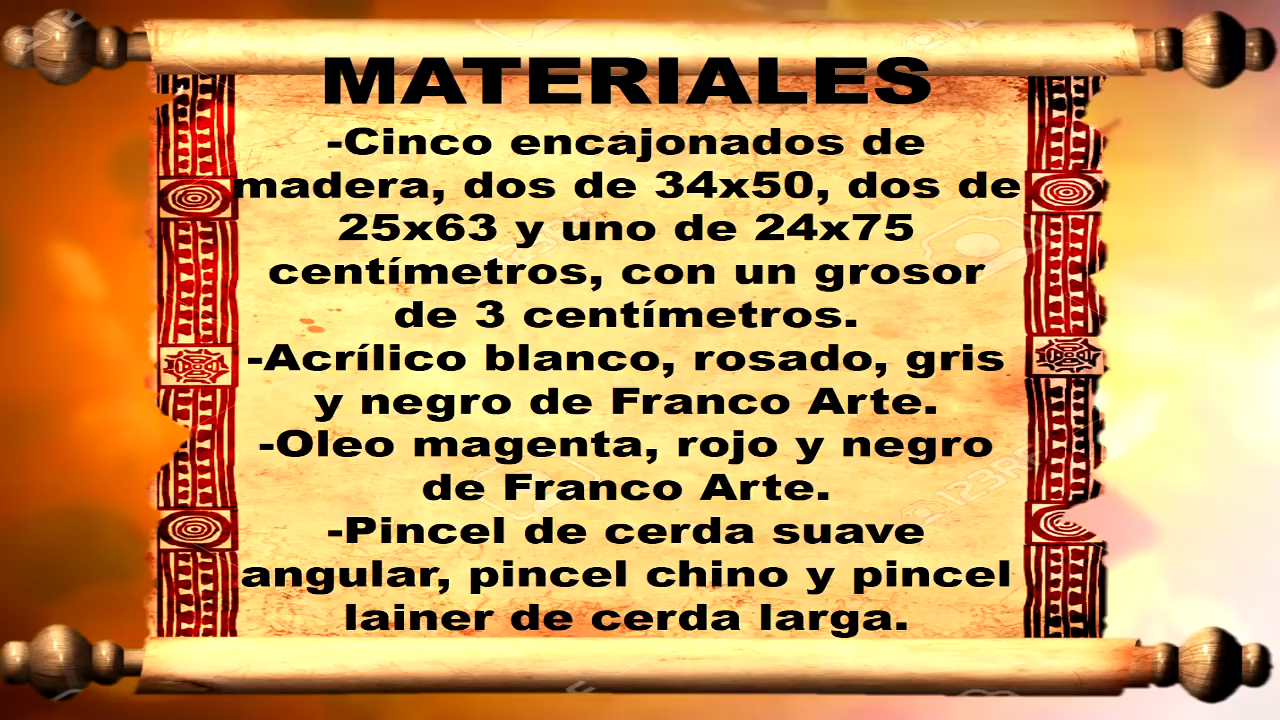 MATERIALES
-Cinco encajonados de
madera, dos de 34x50, dos de
25x63 y uno de 24x75
centímetros, con un grosor
de 3 centímetros.
-Acrílico blanco, rosado, gris
y negro de Franco Arte.
-Oleo magenta, rojo y negro
de Franco Arte.
-Pincel de cerda suave
angular, pincel chino y pincel
lainer de cerda larga.